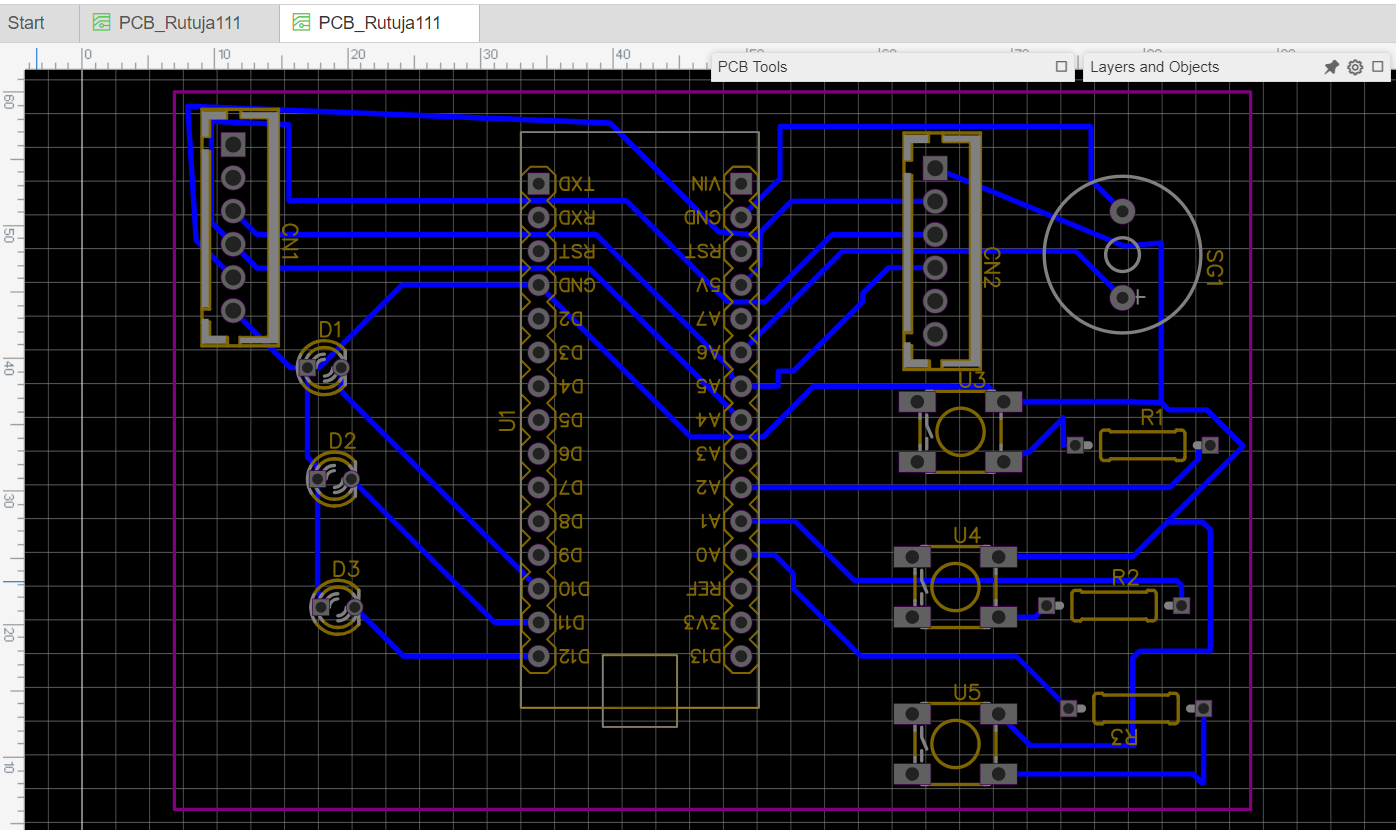 Start
PCB_Rutuja111
PCB_Rutuja111
0
10
20
30
40
50
60
70
80
90
PCB Tools
Layers and Objects
60
50
40
30
20
10
CN1
D1
D2
D3
U1
TXD
RXD
RST
GND
D2
D3
D4
D5
D6
D7
D8
D9
D10
D11
D12
VIN
GND
RST
5V
A7
A6
A5
A4
A3
A2
A1
A0
REF
3V3
D13
CN2
SG1
+
U3
R1
U4
R2
U5
R3